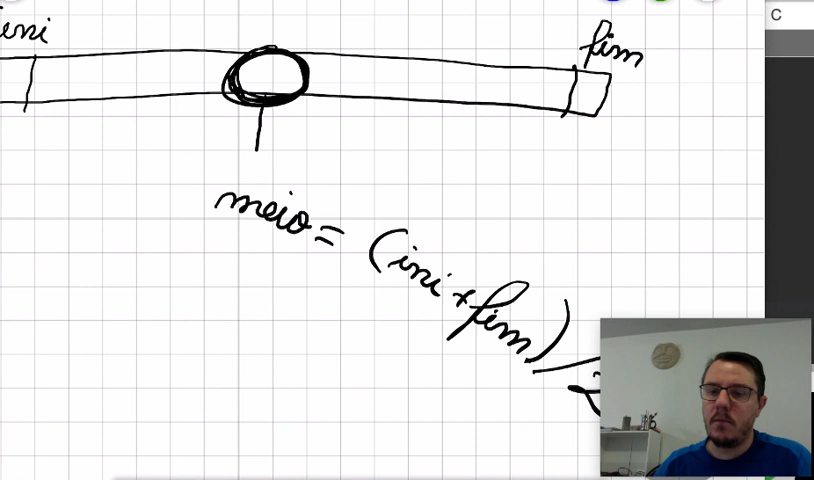 ini
fim
meio = (ini + fim) / 2
C